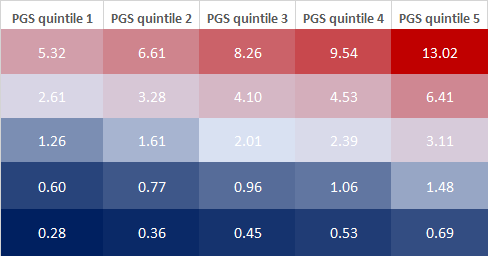 PGS quintile 1 PGS quintile 2 PGS quintile 3 PGS quintile 4 PGS quintile 5
5.32 6.61 8.26 9.54 13.02
2.61 3.28 4.10 4.53 6.41
1.26 1.61 2.01 2.39 3.11
0.60 0.77 0.96 1.06 1.48
0.28 0.36 0.45 0.53 0.69